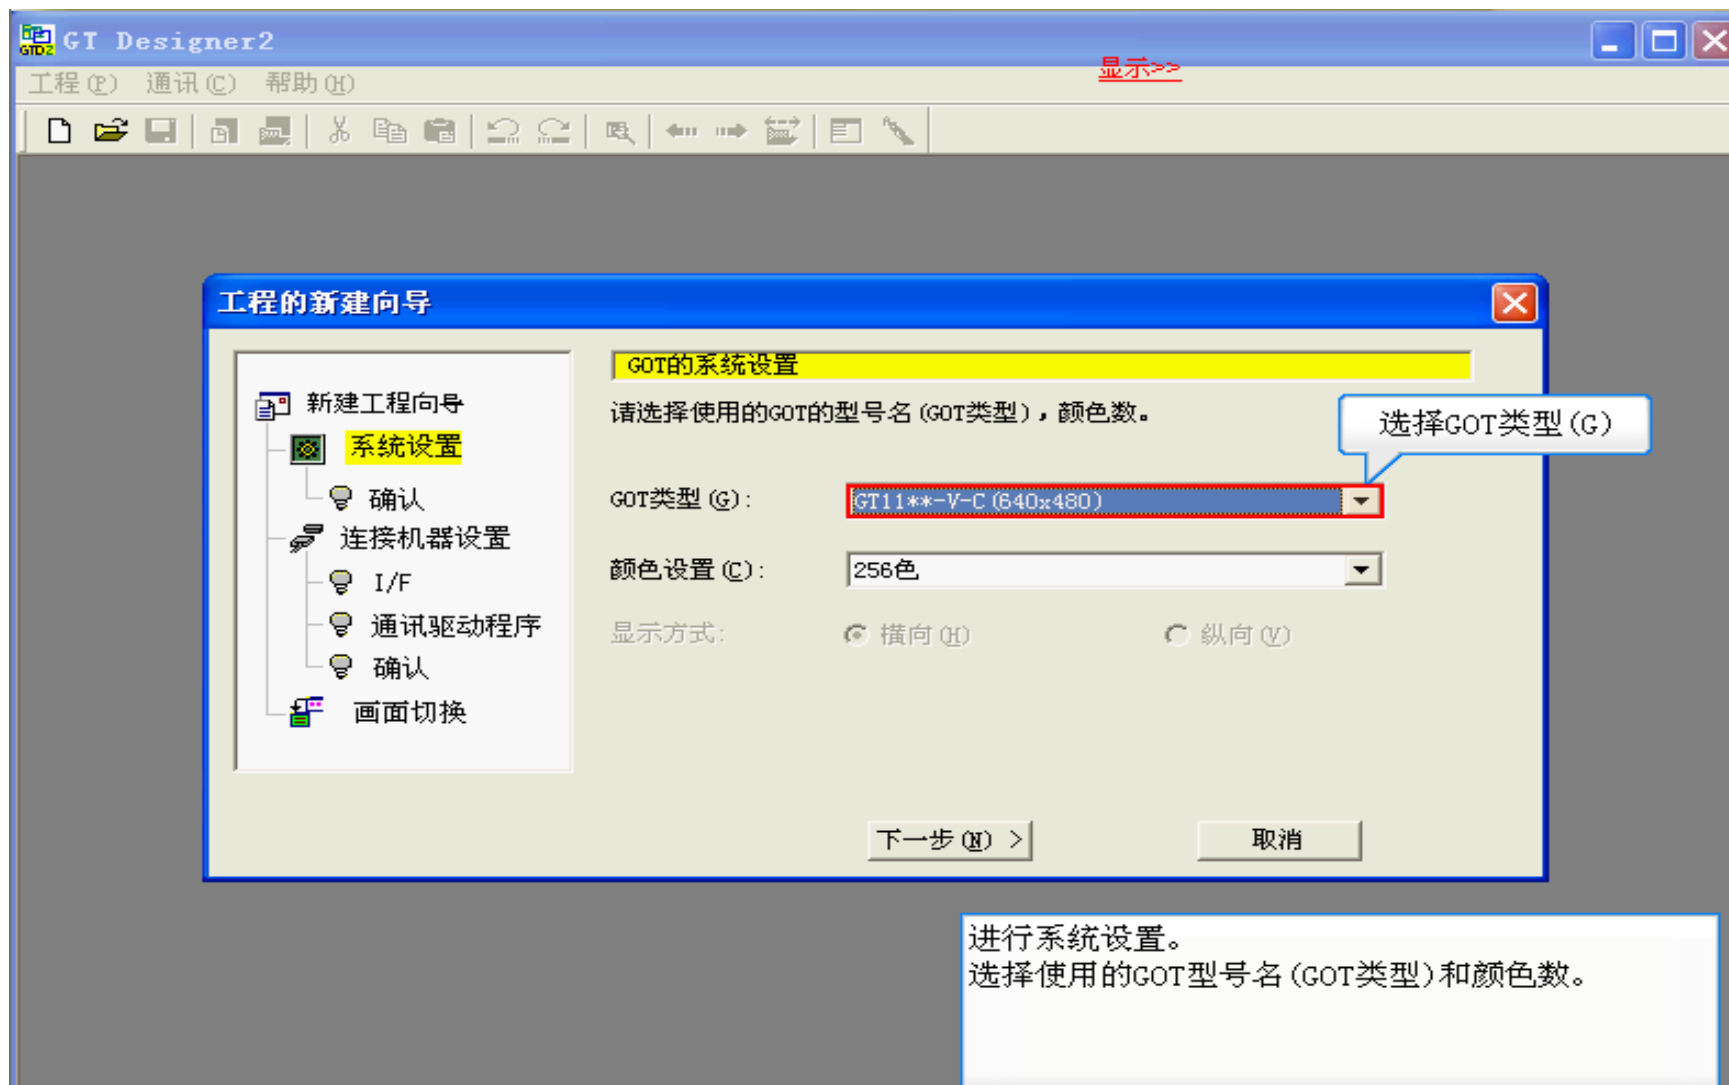 GT Designer2
工程(P) 通讯(C) 帮助(H)
显示>>
工程的新建向导
新建工程向导
系统设置
确认
连接机器设置
I/F
通讯驱动程序
确认
画面切换
GOT的系统设置
请选择使用的GOT的型号名(GOT类型),颜色数。
选择GOT类型(G)
GOT类型(G): GT11**-V-C(640x480)
颜色设置(C): 256色
显示方式: 横向(H) 纵向(V)
下一步(N) > 取消
进行系统设置。
选择使用的GOT型号名(GOT类型)和颜色数。